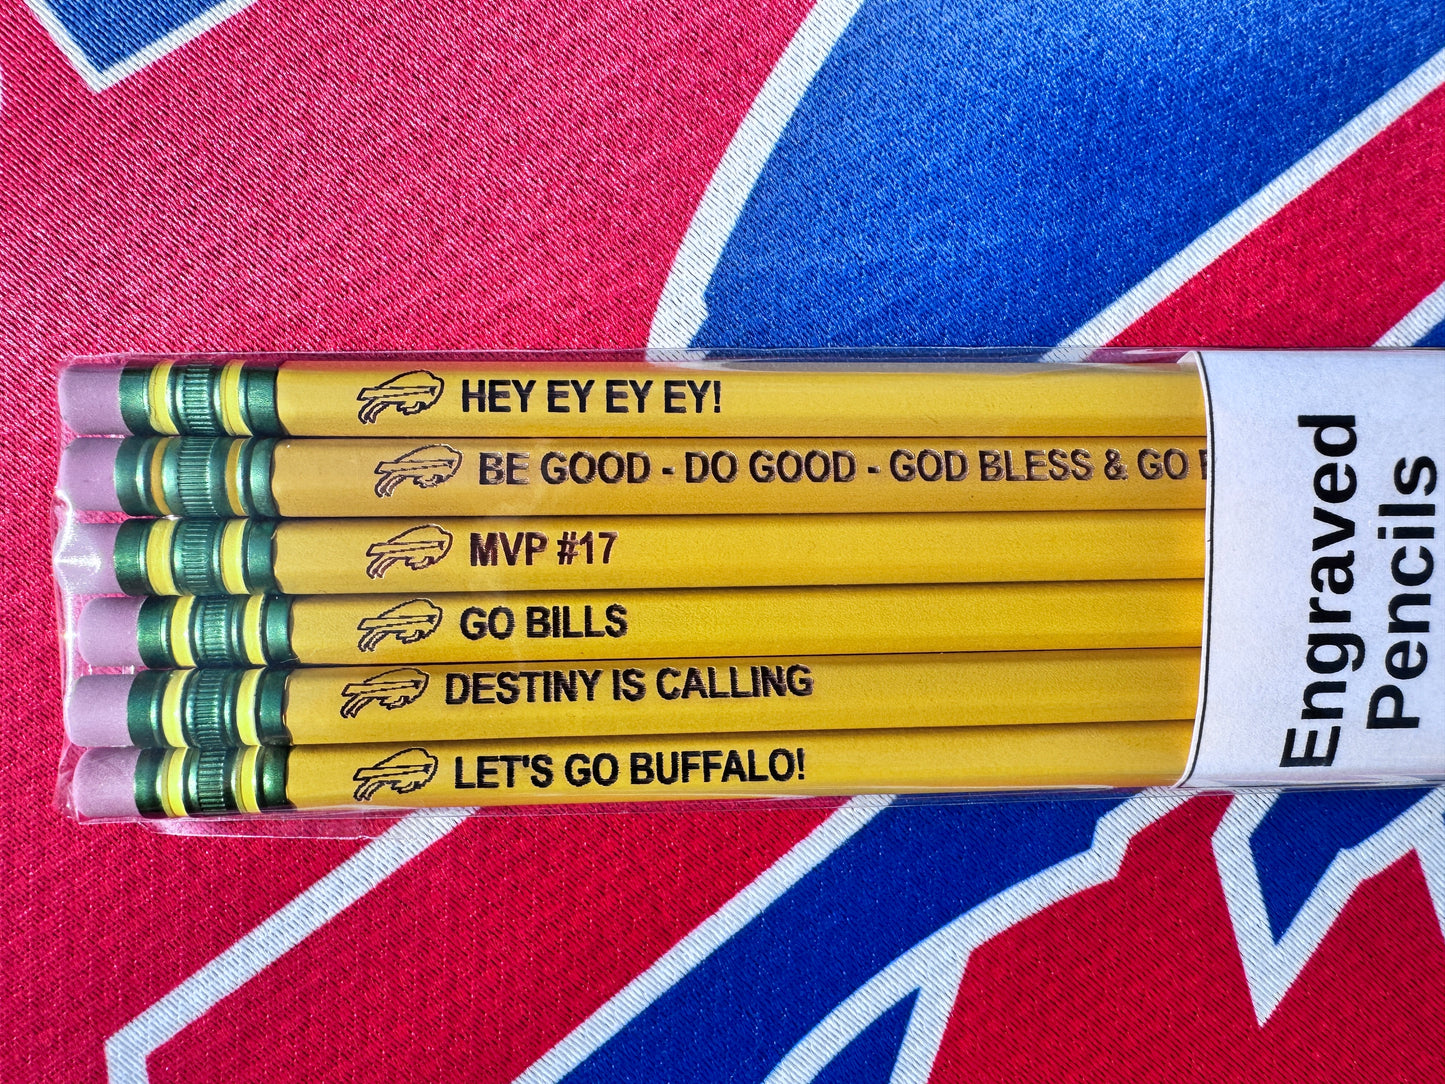 HEY EY EY EY!
BE GOOD - DO GOOD - GOD BLESS & GO
MVP #17
GO BILLS
DESTINY IS CALLING
LET'S GO BUFFALO!
Engraved
Pencils